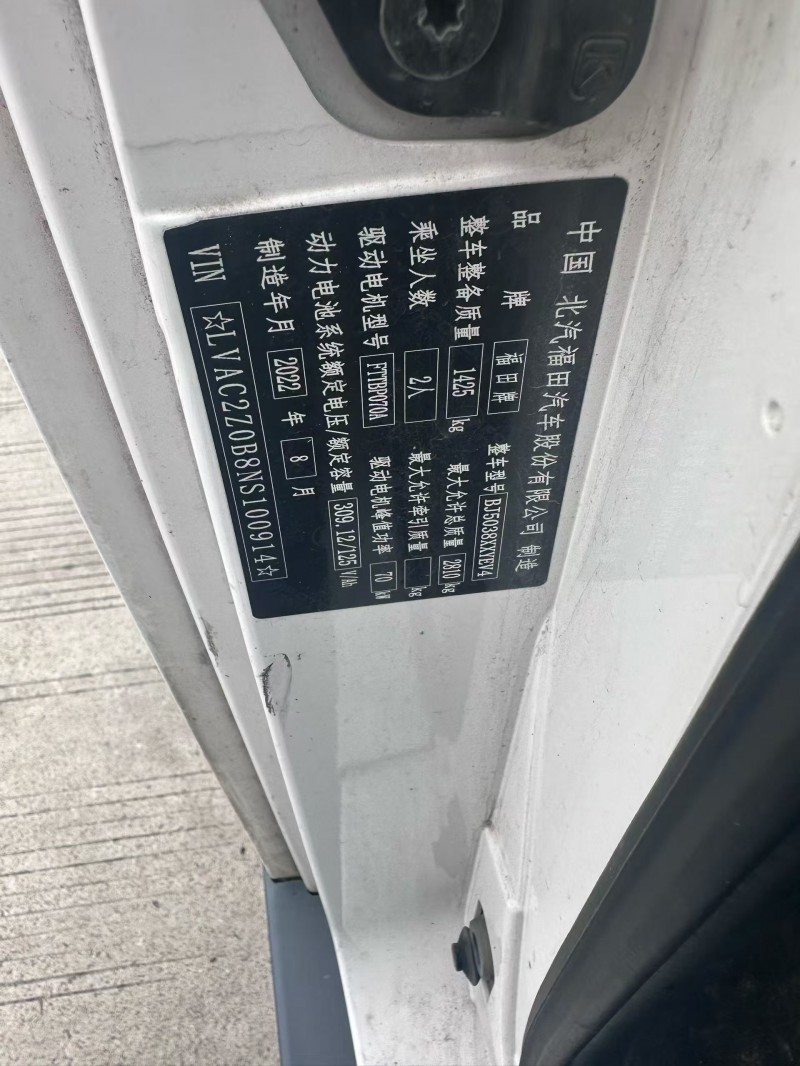 中国 北汽福田汽车股份有限公司 制造
品 牌 福田牌 整车型号 BJ5038XXYEV4
整车整备质量 1425 kg 最大允许总质量 2810 kg
乘坐人数 2人 最大允许牵引质量 kg
驱动电机型号 FTTBP070A 驱动电机峰值功率 70 kW
动力电池系统额定电压/额定容量 309.12/125 V/Ah
制造年月 2022 年 8 月
VIN ☆LVAC2Z0B8NS100914☆